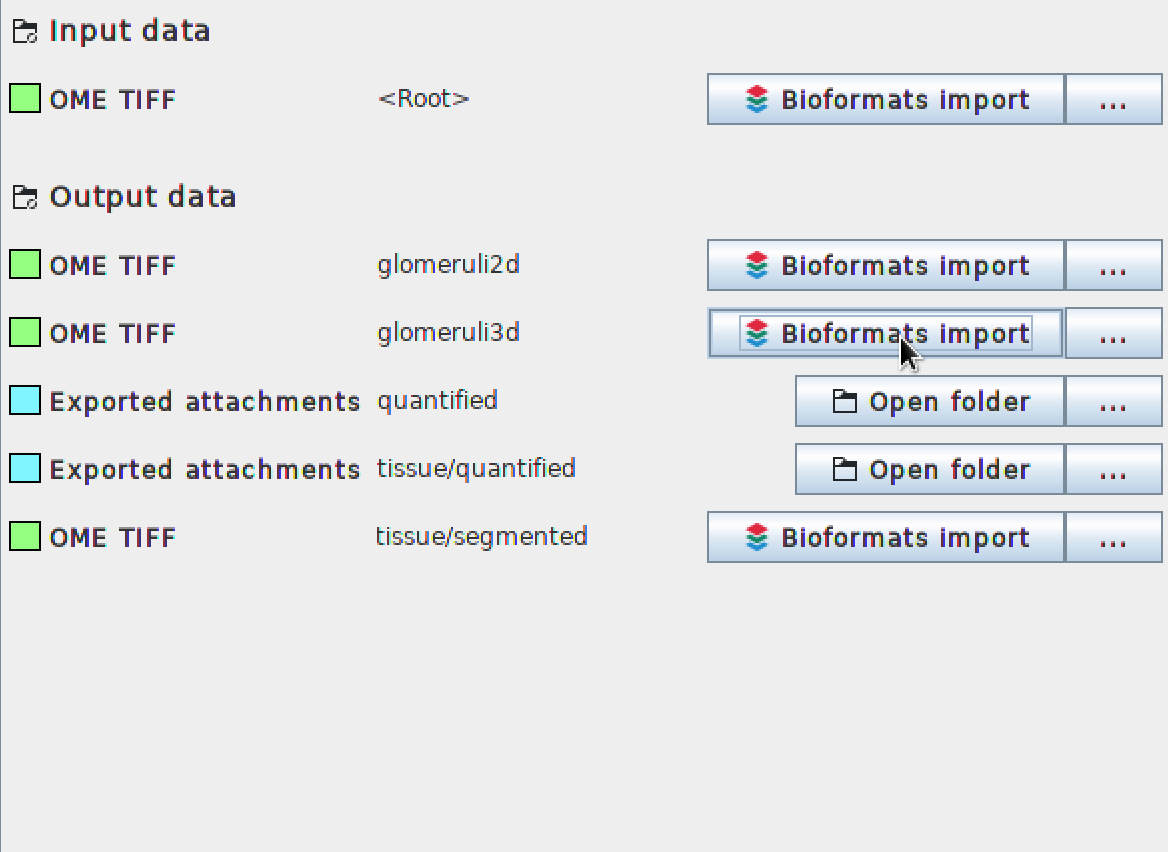 Input data
OME TIFF <Root> Bioformats import ...
Output data
OME TIFF glomeruli2d Bioformats import ...
OME TIFF glomeruli3d Bioformats import ...
Exported attachments quantified Open folder ...
Exported attachments tissue/quantified Open folder ...
OME TIFF tissue/segmented Bioformats import ...